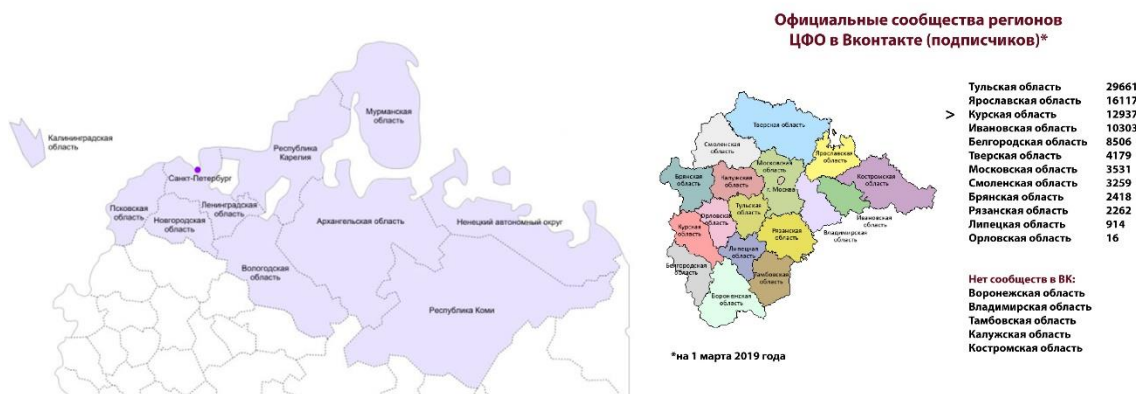 Калининградская
область
Мурманская
область
Республика
Карелия
Санкт-Петербург
Псковская
область
Новгородская
область
Ленинградская
область
Архангельская область
Ненецкий автономный округ
Вологодская
область
Республика Коми
Официальные сообщества регионов
ЦФО в Вконтакте (подписчиков)*
Тверская область
Смоленская
область
Ярославская
область
Московская
область
г. Москва
Брянская
область
Калужская
область
Костромская
область
Тульская
область
Орловская
область
Ивановская
область
Курская
область
Рязанская
область
Владимирская
область
Липецкая
область
Белгородская
область
Тамбовская
область
Воронежская
область
Тульская область 29661
Ярославская область 16117
> Курская область 12937
Ивановская область 10303
Белгородская область 8506
Тверская область 4179
Московская область 3531
Смоленская область 3259
Брянская область 2418
Рязанская область 2262
Липецкая область 914
Орловская область 16
Нет сообществ в ВК:
Воронежская область
Владимирская область
Тамбовская область
Калужская область
Костромская область
*на 1 марта 2019 года